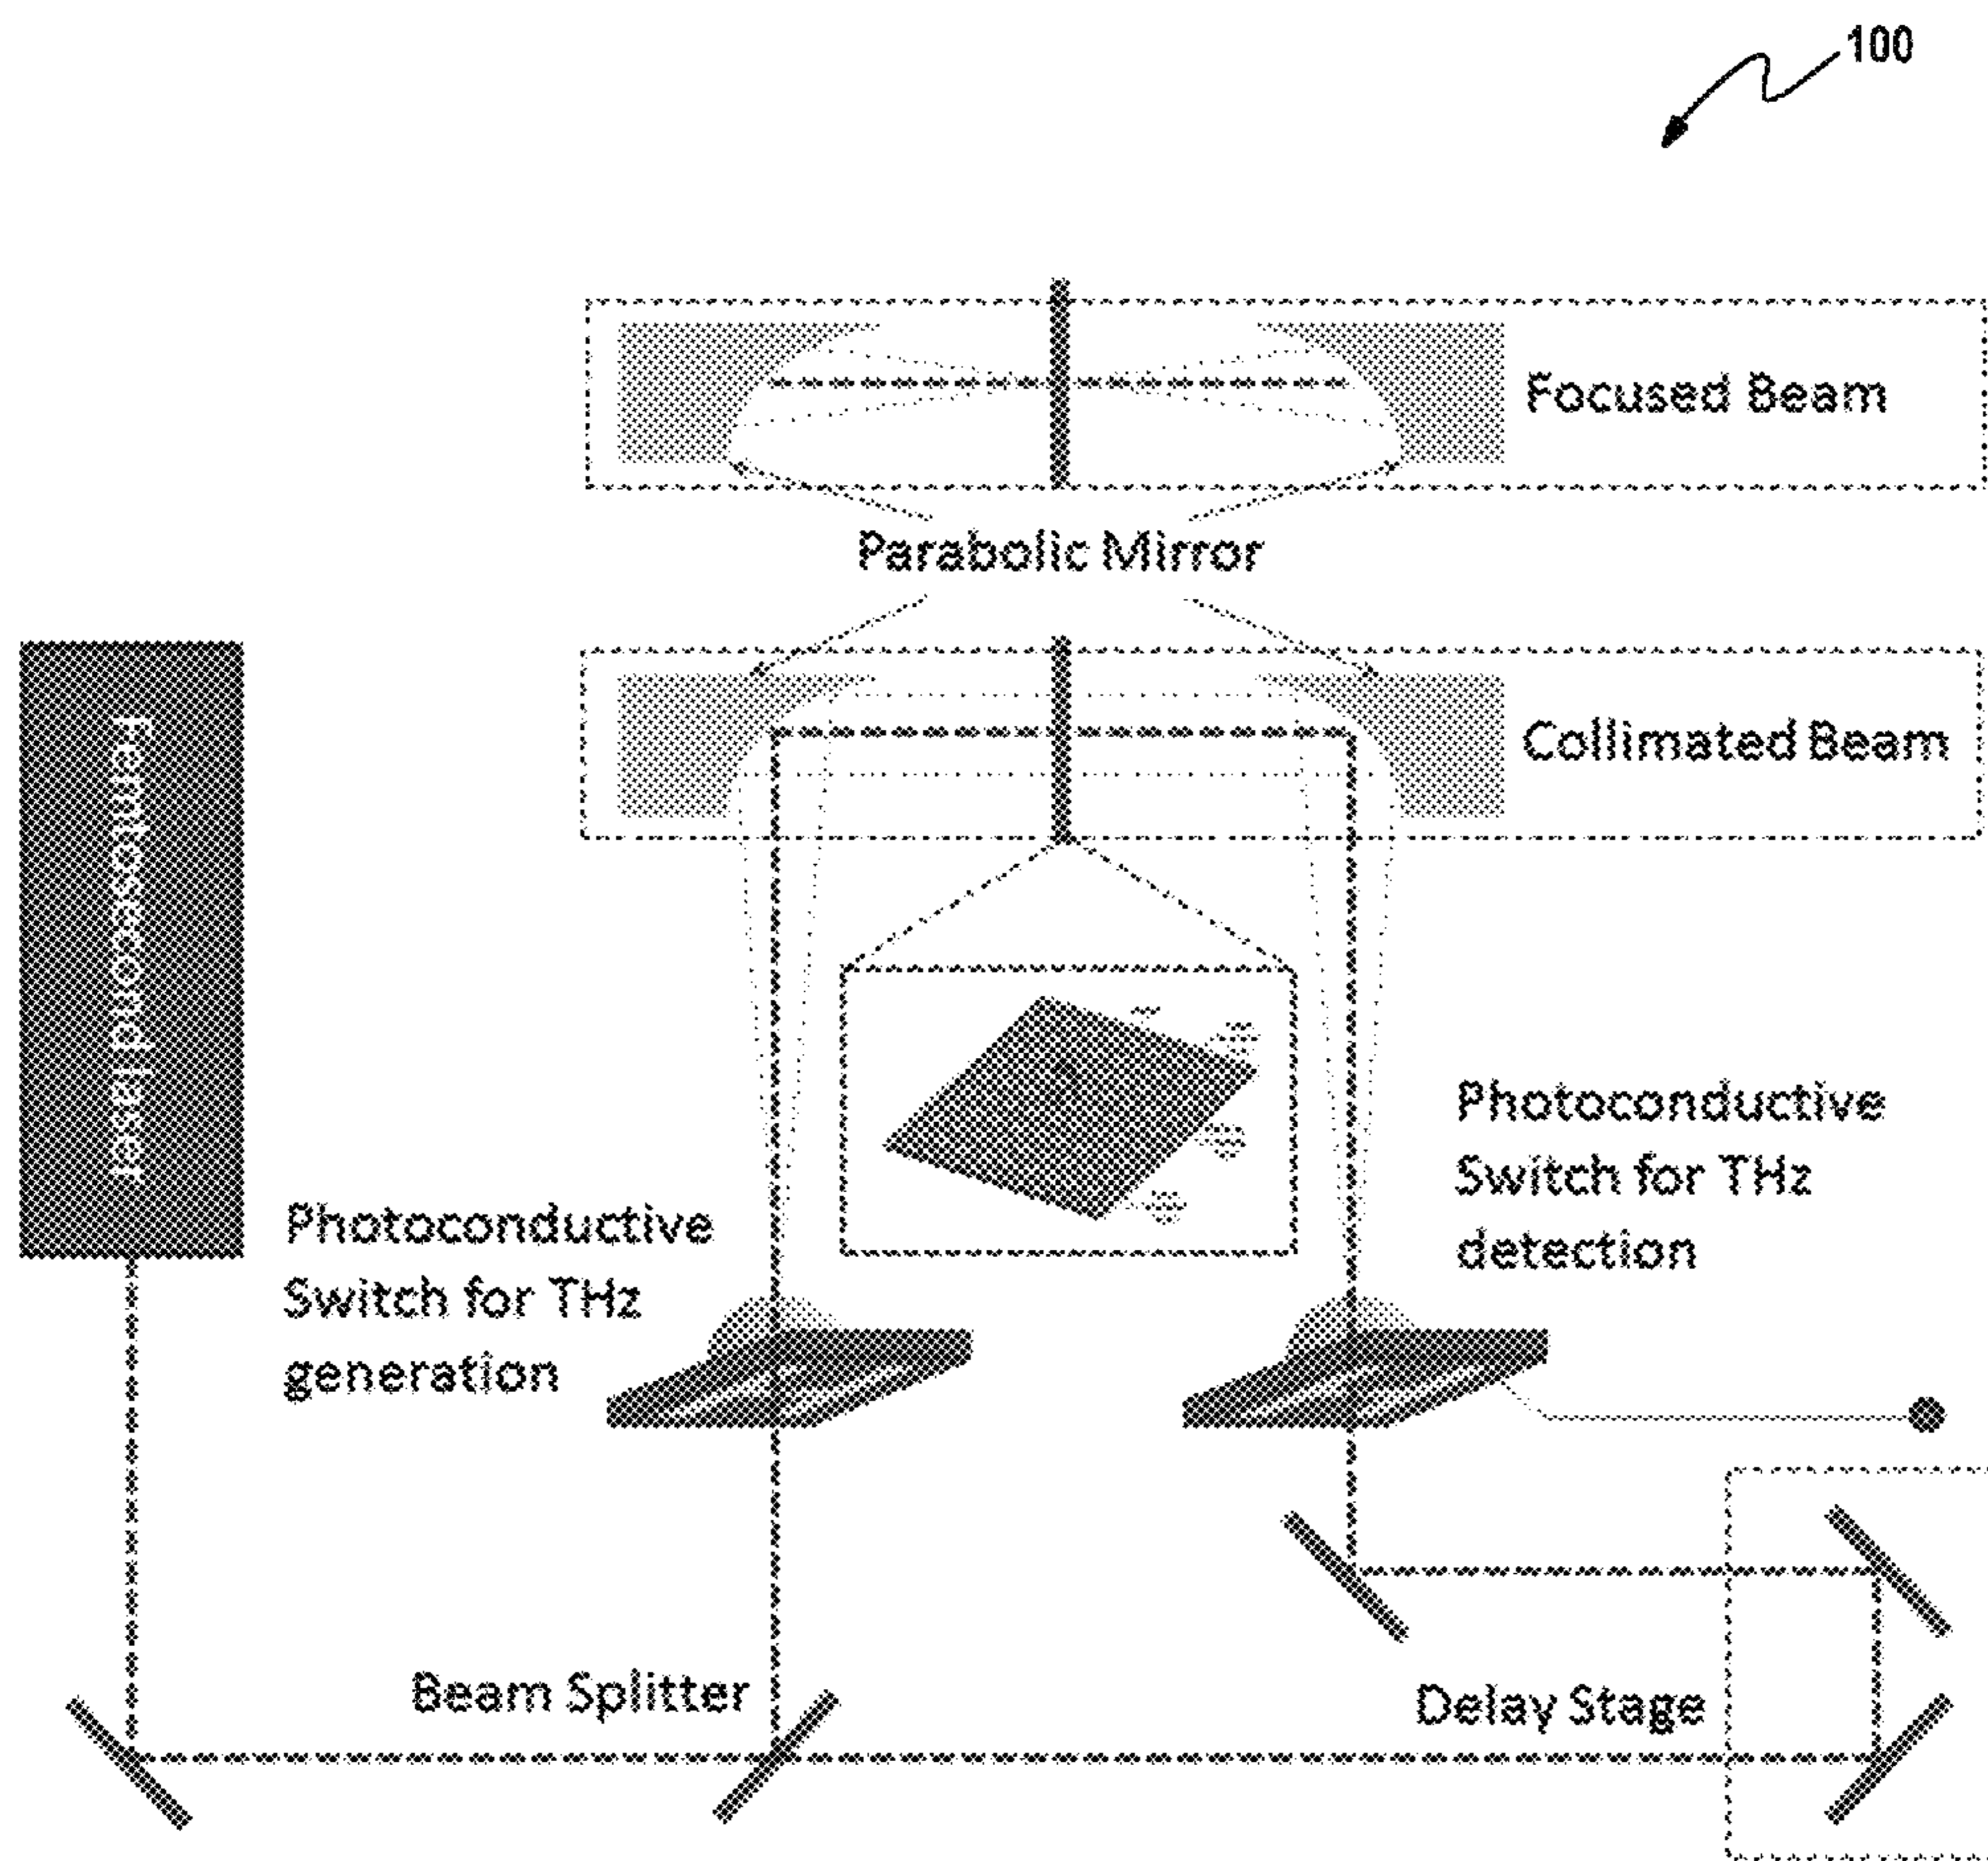 100
Focused Beam
Parabolic Mirror
Collimated Beam
Femtosecond laser
Photoconductive
Switch for THz
detection
Photoconductive
Switch for THz
generation
Beam Splitter
Delay Stage